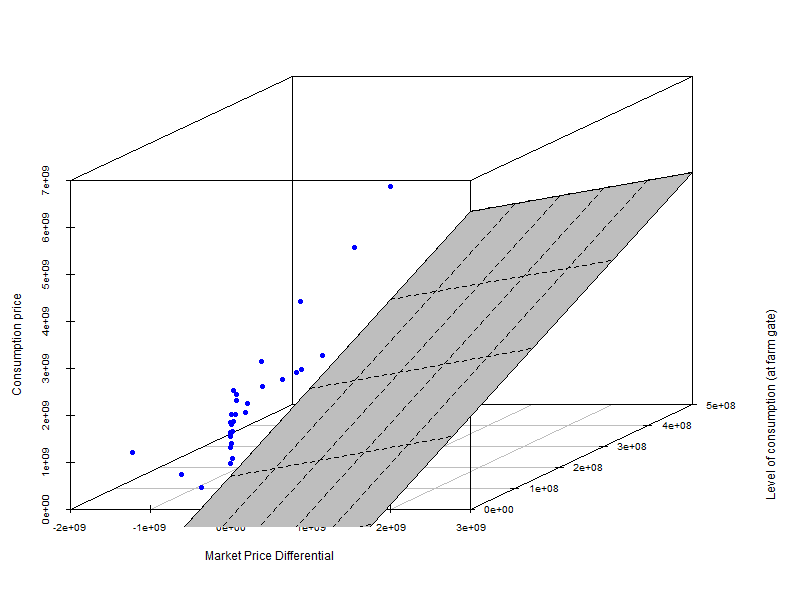 7e+09
6e+09
5e+09
4e+09
3e+09
2e+09
1e+09
0e+00
Consumption price
-2e+09
-1e+09
0e+00
1e+09
2e+09
3e+09
Market Price Differential
0e+00
1e+08
2e+08
3e+08
4e+08
5e+08
Level of consumption (at farm gate)